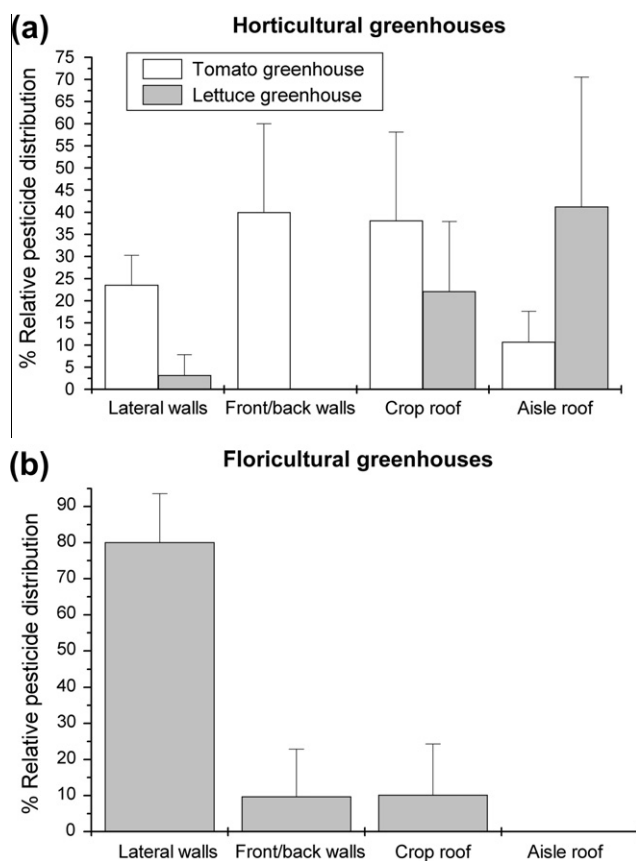 (a)
Horticultural greenhouses
Tomato greenhouse
Lettuce greenhouse
% Relative pesticide distribution
75
70
65
60
55
50
45
40
35
30
25
20
15
10
5
0
Lateral walls Front/back walls Crop roof Aisle roof
(b)
Floricultural greenhouses
% Relative pesticide distribution
90
80
70
60
50
40
30
20
10
0
Lateral walls Front/back walls Crop roof Aisle roof